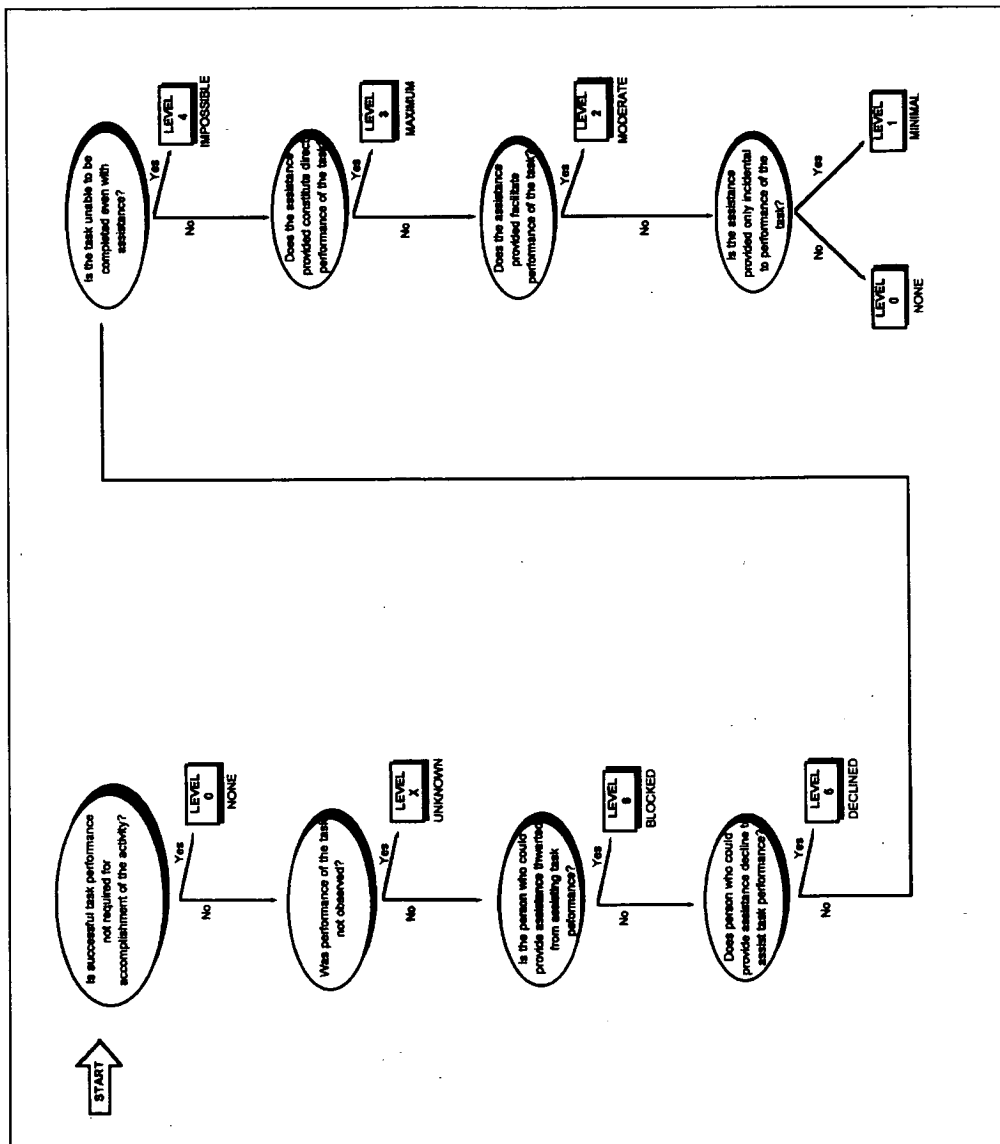 START
Is successful task performance
not required for
accomplishment of the activity?
Yes
No
LEVEL
0
NONE
Was performance of the task
not observed?
Yes
No
LEVEL
X
UNKNOWN
Is the person who could
provide assistance thwarted
from assisting task
peformance?
Yes
No
LEVEL
BLOCKED
Does person who could
provide assistance decline t
assist task performance?
Yes
No
LEVEL
DECLINED
Is the task unable to be
completed even with
assistance?
Yes
No
LEVEL
4
IMPOSSIBLE
Does the assistance
provided constitute direct
performance of the task?
Yes
No
LEVEL
3
MAXIMUM
Does the assistance
provided facilitate
performance of the task?
Yes
No
LEVEL
2
MODERATE
Is the assistance
provided only incidental
to performance of the
task?
No
Yes
LEVEL
0
NONE
LEVEL
1
MINIMAL